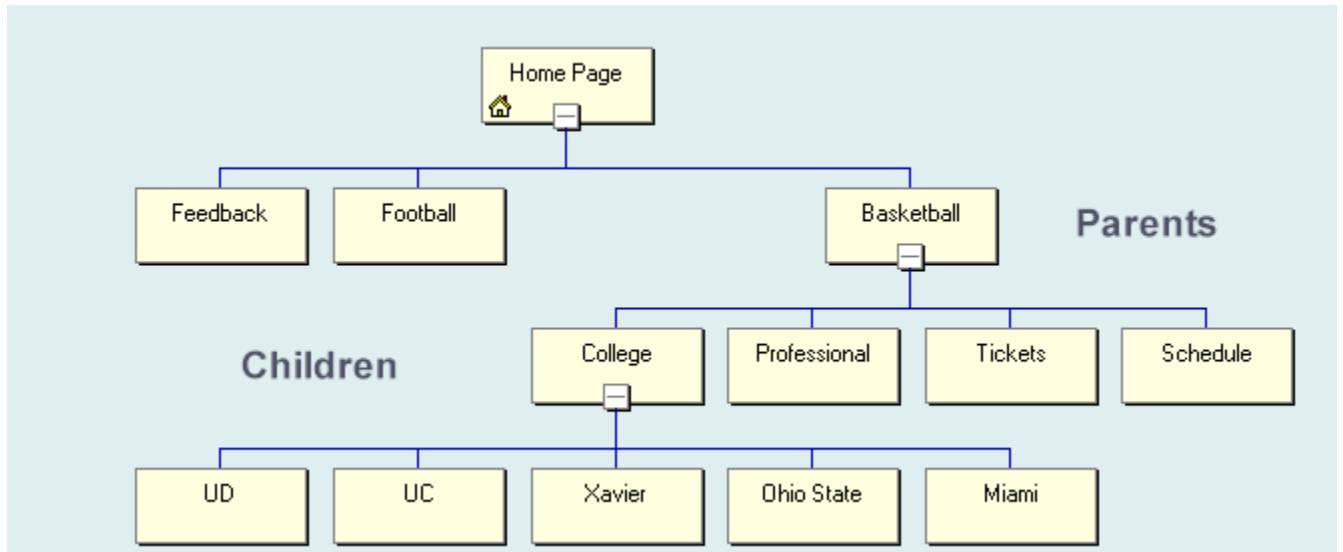 Home Page
Feedback
Football
Basketball
Parents
Children
College
Professional
Tickets
Schedule
UD
UC
Xavier
Ohio State
Miami